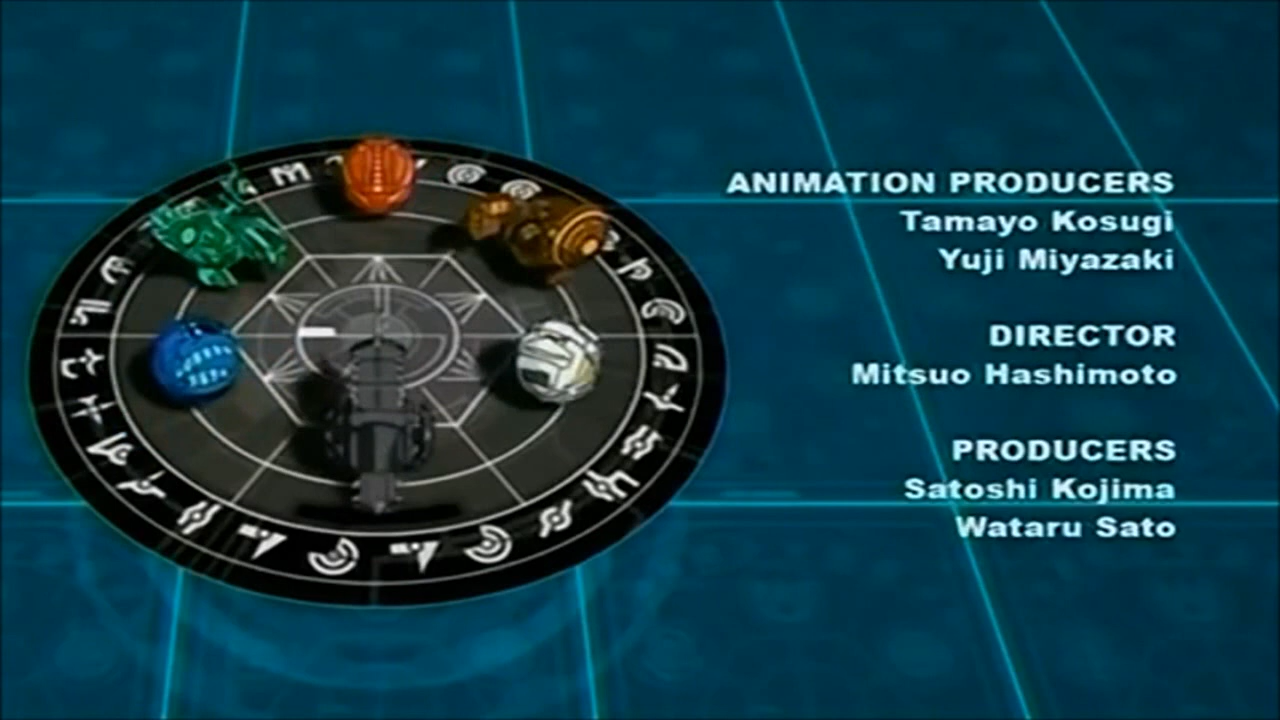 ANIMATION PRODUCERS
Tamayo Kosugi
Yuji Miyazaki
DIRECTOR
Mitsuo Hashimoto
PRODUCERS
Satoshi Kojima
Wataru Sato